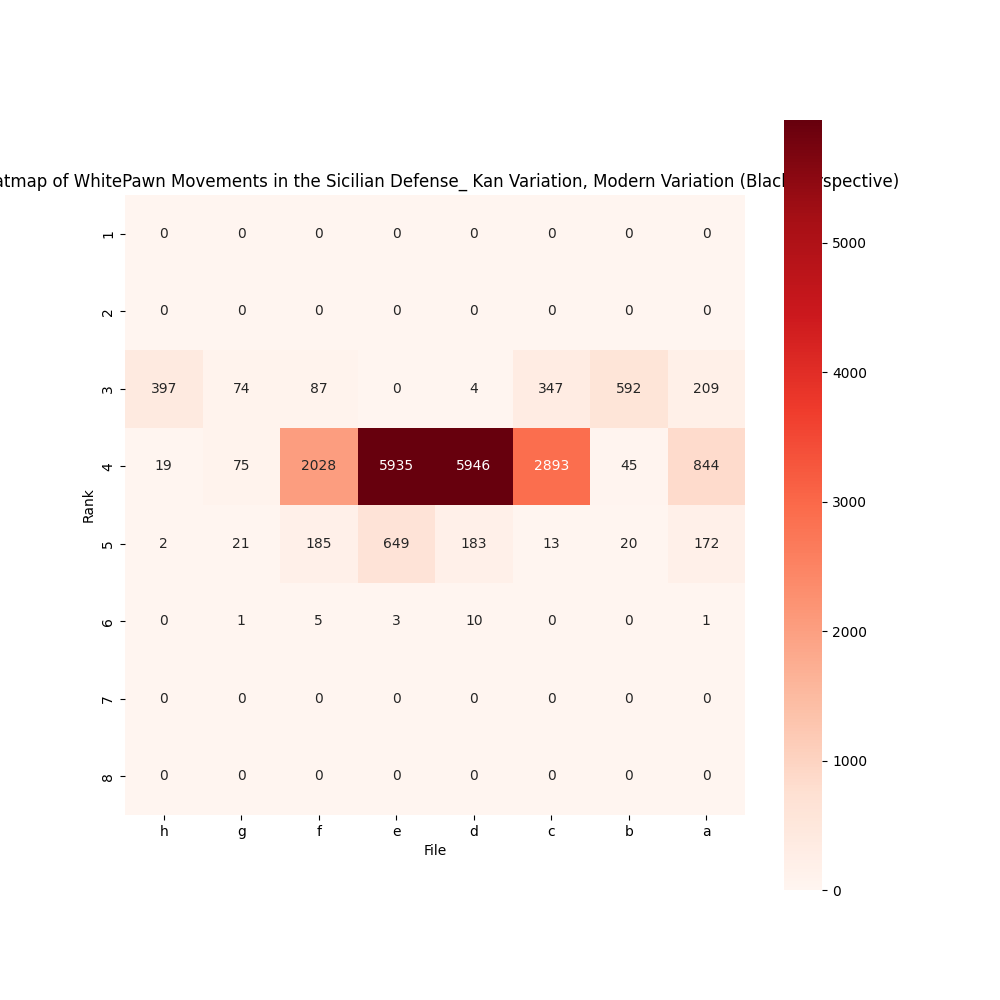 atmap of WhitePawn Movements in the Sicilian Defense_ Kan Variation, Modern Variation (Black spective)
1 0 0 0 0 0 0 0 0
2 0 0 0 0 0 0 0 0
3 397 74 87 0 4 347 592 209
4 19 75 2028 5935 5946 2893 45 844
5 2 21 185 649 183 13 20 172
6 0 1 5 3 10 0 0 1
7 0 0 0 0 0 0 0 0
8 0 0 0 0 0 0 0 0
Rank
h g f e d c b a
File
5000
4000
3000
2000
1000
0